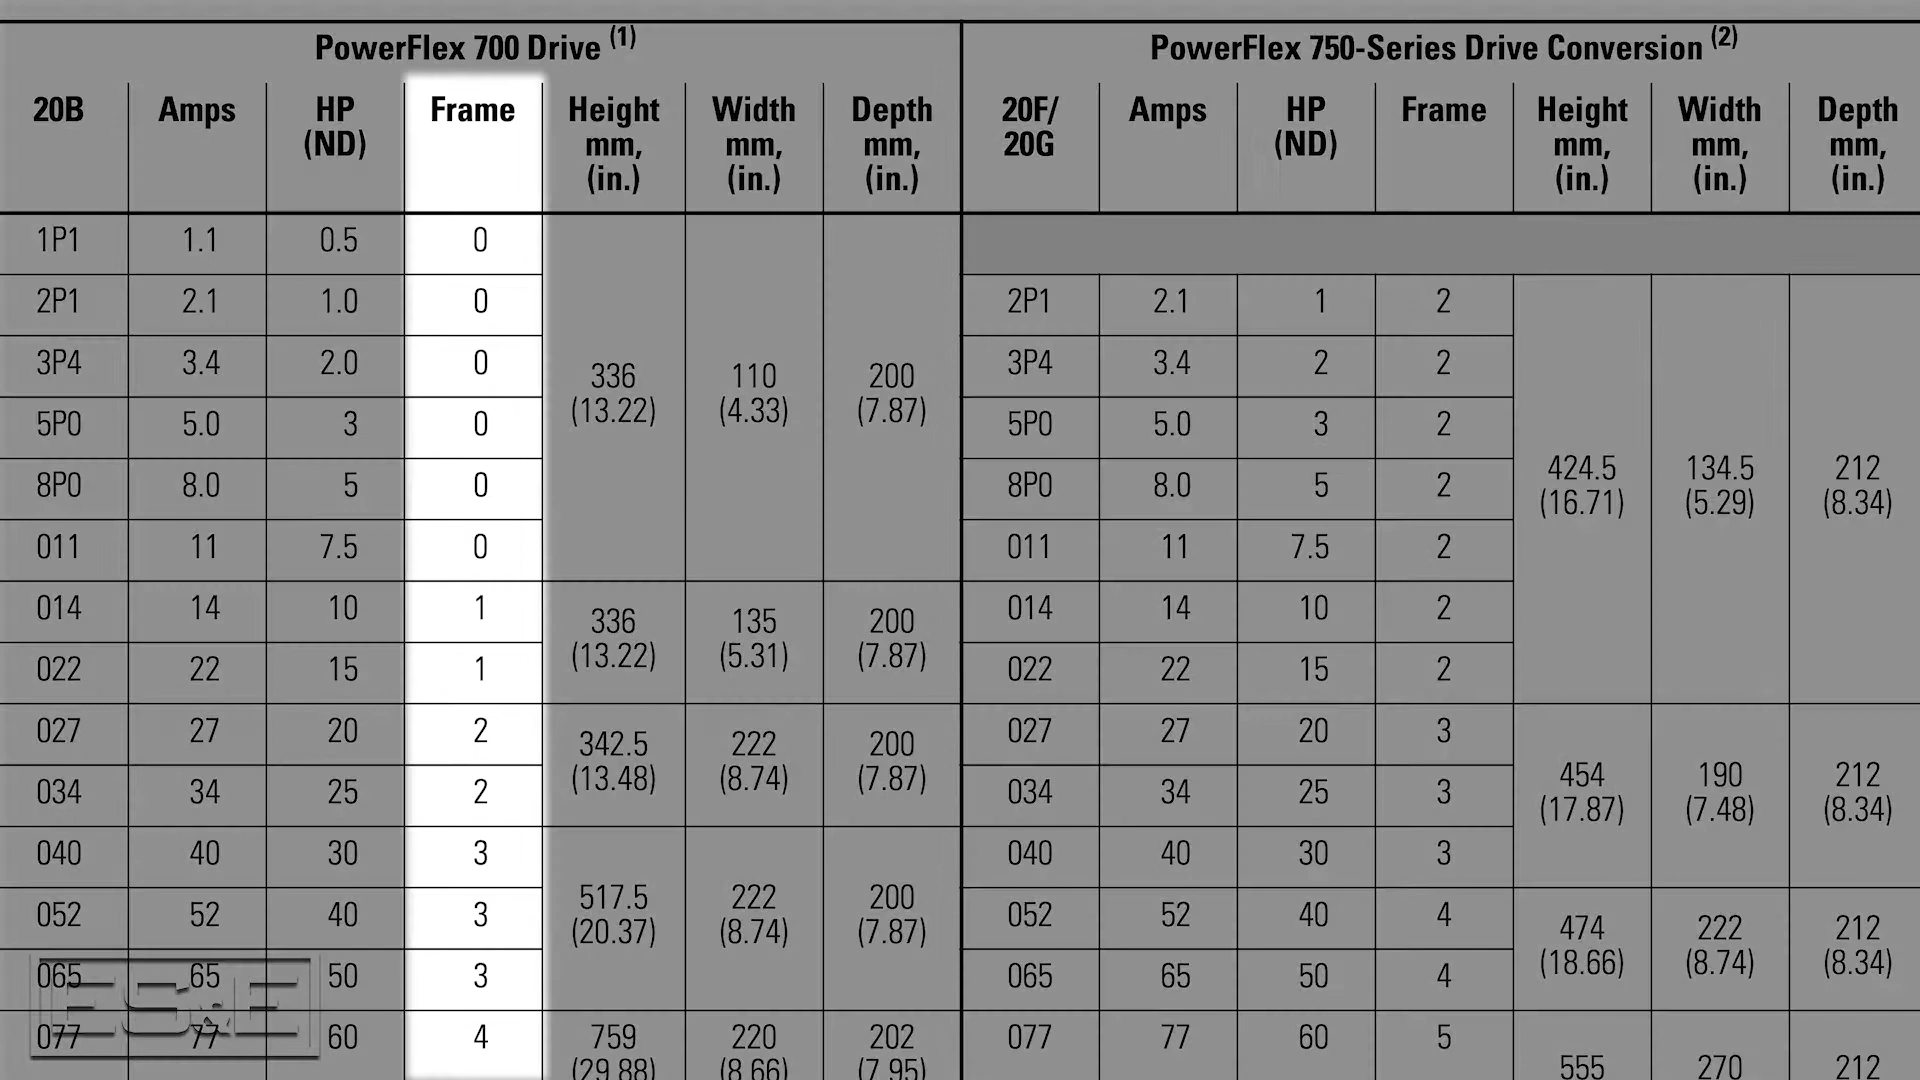 PowerFlex 700 Drive (1) PowerFlex 750-Series Drive Conversion (2)
20B Amps HP (ND) Frame Height mm, (in.) Width mm, (in.) Depth mm, (in.) 20F/ 20G Amps HP (ND) Frame Height mm, (in.) Width mm, (in.) Depth mm, (in.)
1P1 1.1 0.5 0
2P1 2.1 1.0 0 2P1 2.1 1 2
3P4 3.4 2.0 0 336 (13.22) 110 (4.33) 200 (7.87) 3P4 3.4 2 2
5P0 5.0 3 0 5P0 5.0 3 2
8P0 8.0 5 0 8P0 8.0 5 2 424.5 (16.71) 134.5 (5.29) 212 (8.34)
011 11 7.5 0 011 11 7.5 2
014 14 10 1 336 (13.22) 135 (5.31) 200 (7.87) 014 14 10 2
022 22 15 1 022 22 15 2
027 27 20 2 342.5 (13.48) 222 (8.74) 200 (7.87) 027 27 20 3
034 34 25 2 034 34 25 3 454 (17.87) 190 (7.48) 212 (8.34)
040 40 30 3 040 40 30 3
052 52 40 3 517.5 (20.37) 222 (8.74) 200 (7.87) 052 52 40 4 474 (18.66) 222 (8.74) 212 (8.34)
065 65 50 3 065 65 50 4
077 77 60 4 759 (29.88) 220 (8.66) 202 (7.95) 077 77 60 5 555 270 212
ES&E